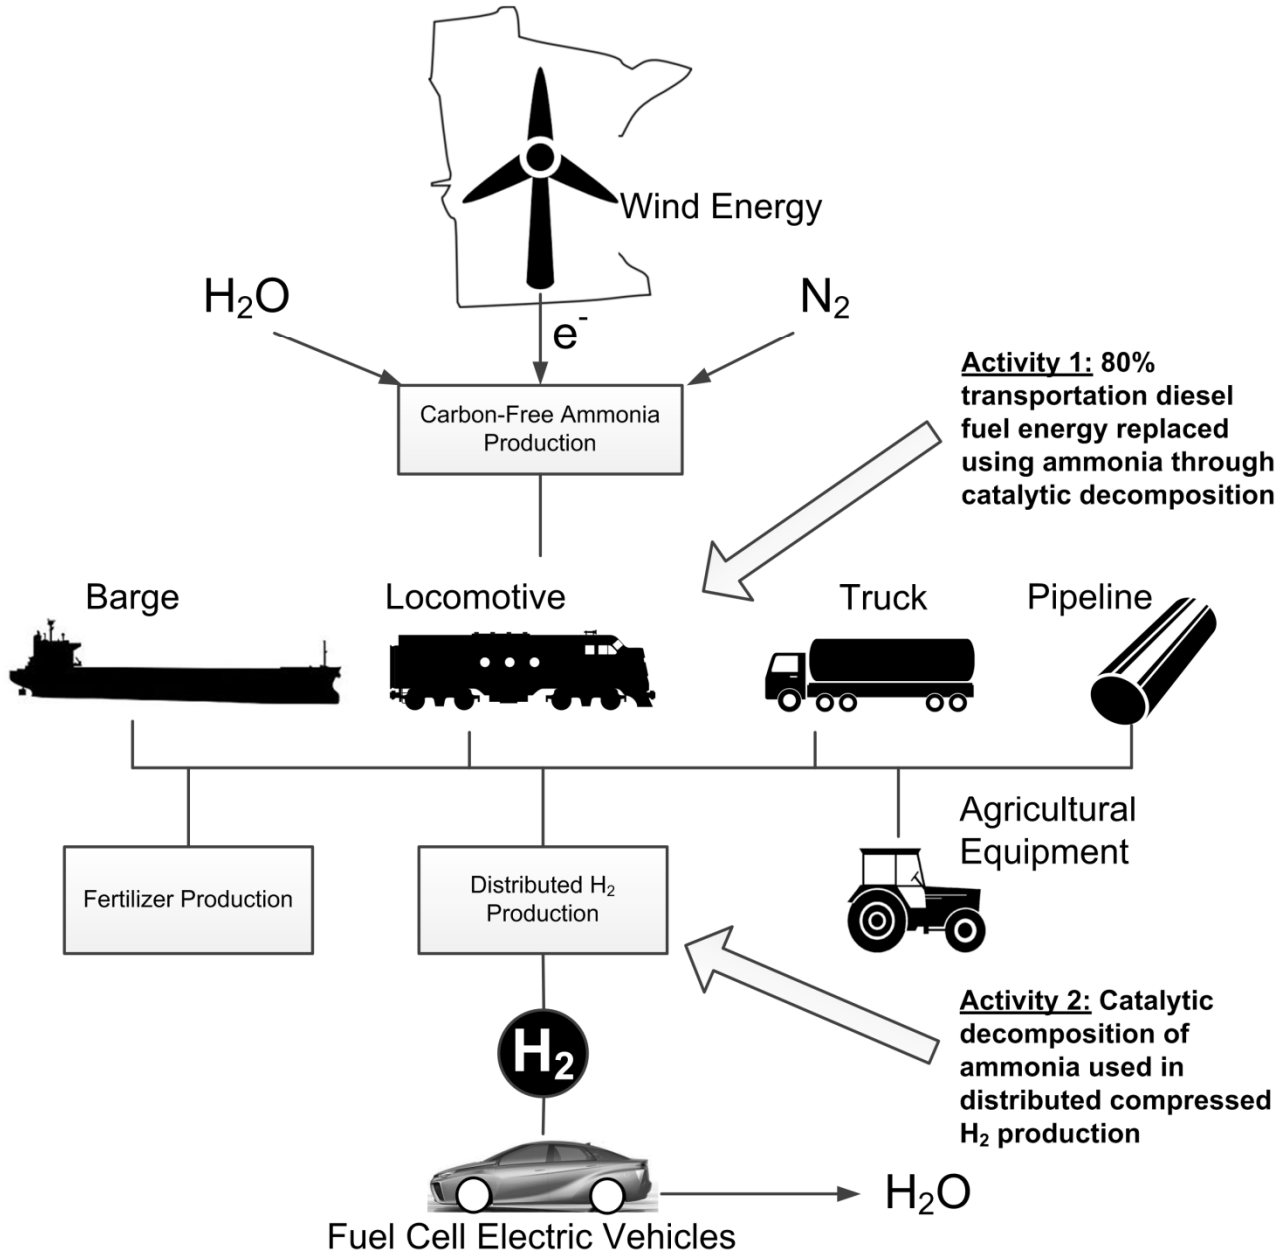 Wind Energy
H₂O
N₂
e⁻
Carbon-Free Ammonia
Production
Activity 1: 80%
transportation diesel
fuel energy replaced
using ammonia through
catalytic decomposition
Barge
Locomotive
Truck
Pipeline
Agricultural
Equipment
Fertilizer Production
Distributed H₂
Production
Activity 2: Catalytic
decomposition of
ammonia used in
distributed compressed
H₂ production
H₂
H₂O
Fuel Cell Electric Vehicles